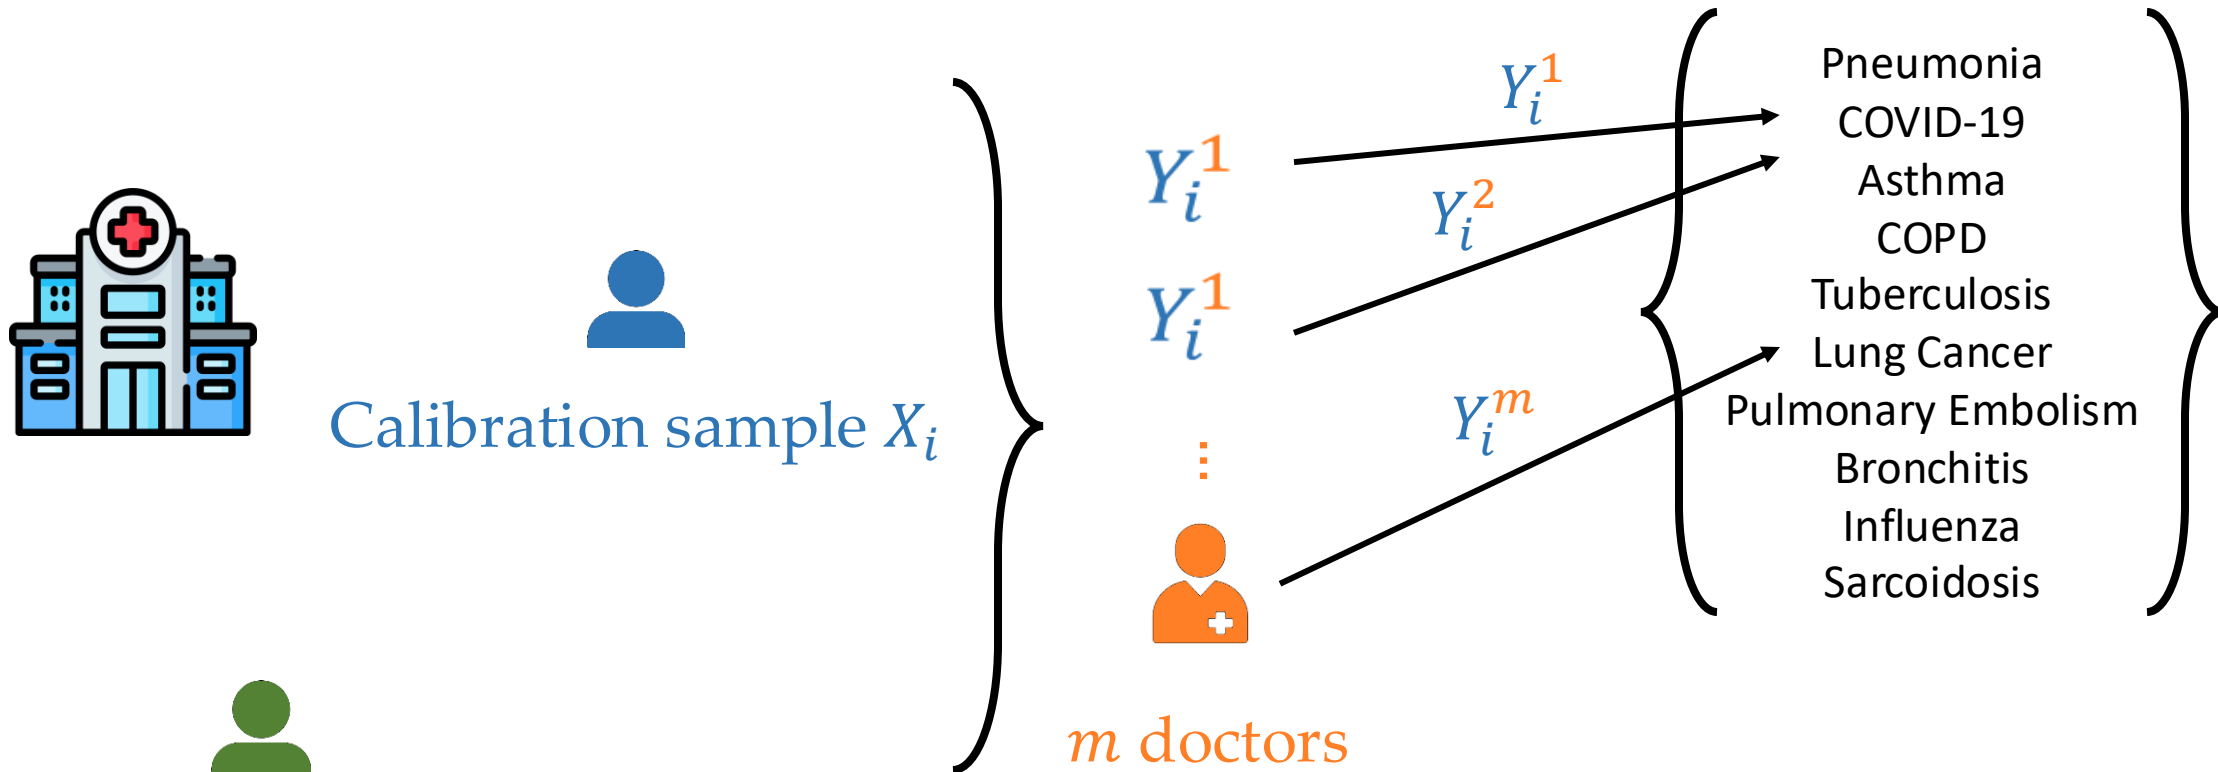 Calibration sample X_i
Y_i^1
Y_i^1
⋮
m doctors
Y_i^1
Y_i^2
Y_i^m
Pneumonia
COVID-19
Asthma
COPD
Tuberculosis
Lung Cancer
Pulmonary Embolism
Bronchitis
Influenza
Sarcoidosis